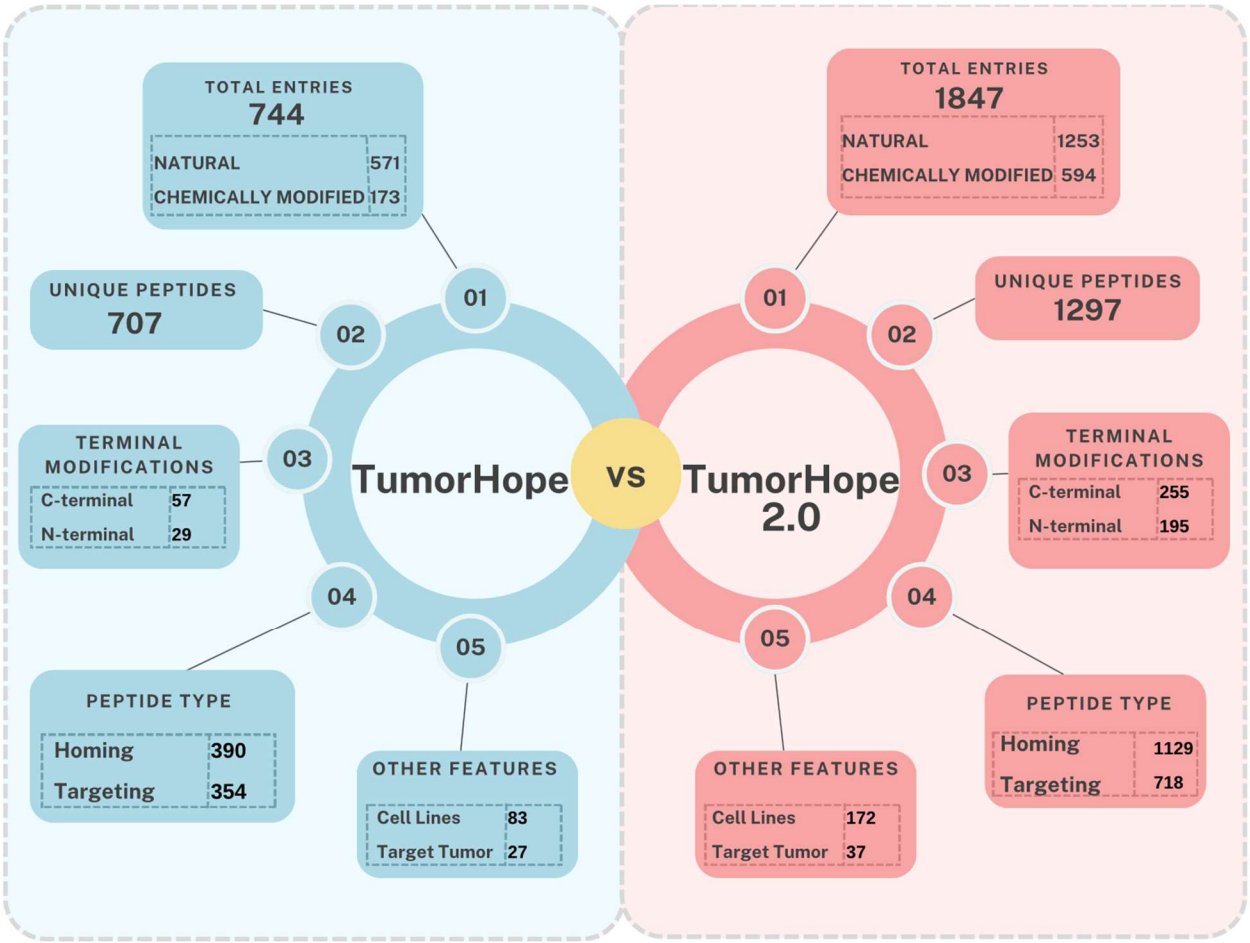 TOTAL ENTRIES
744
NATURAL 571
CHEMICALLY MODIFIED 173
UNIQUE PEPTIDES
707
TERMINAL
MODIFICATIONS
C-terminal 57
N-terminal 29
PEPTIDE TYPE
Homing 390
Targeting 354
OTHER FEATURES
Cell Lines 83
Target Tumor 27
01
02
03
04
05
TumorHope
VS
TumorHope
2.0
01
02
03
04
05
TOTAL ENTRIES
1847
NATURAL 1253
CHEMICALLY MODIFIED 594
UNIQUE PEPTIDES
1297
TERMINAL
MODIFICATIONS
C-terminal 255
N-terminal 195
PEPTIDE TYPE
Homing 1129
Targeting 718
OTHER FEATURES
Cell Lines 172
Target Tumor 37